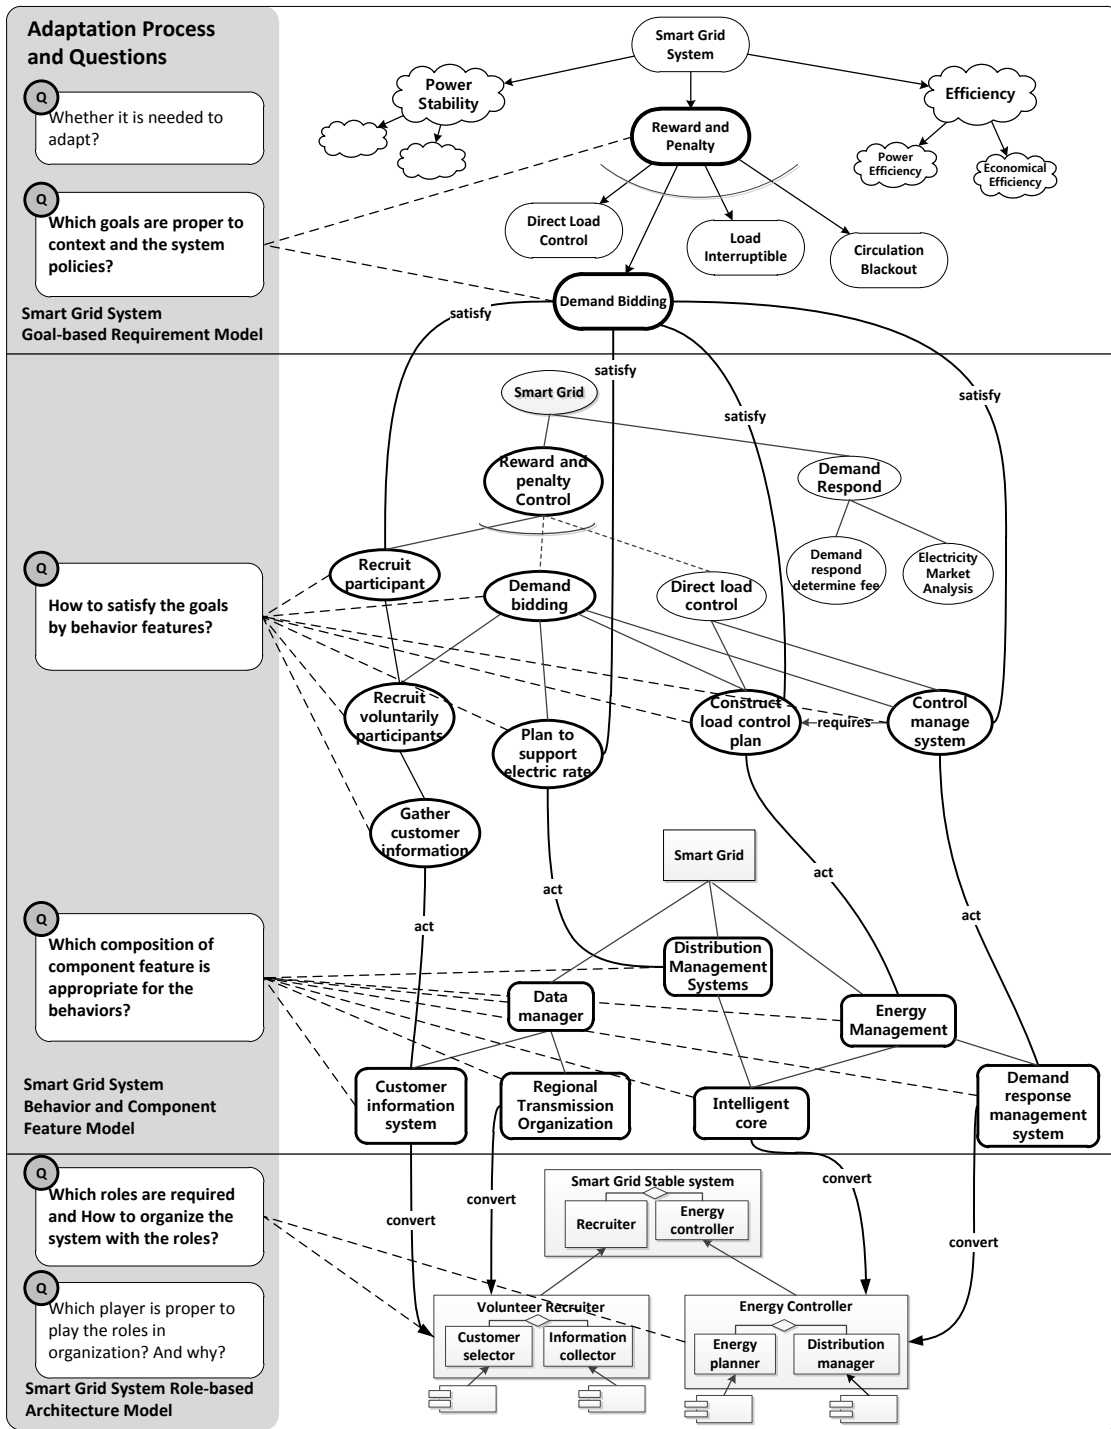 Adaptation Process
and Questions
Q
Whether it is needed to
adapt?
Q
Which goals are proper to
context and the system
policies?
Smart Grid System
Goal-based Requirement Model
Smart Grid
System
Power
Stability
Efficiency
Reward and
Penalty
Power
Efficiency
Economical
Efficiency
Direct Load
Control
Load
Interruptible
Circulation
Blackout
Demand Bidding
satisfy
satisfy
satisfy
satisfy
Q
How to satisfy the goals
by behavior features?
Smart Grid
Reward and
penalty
Control
Demand
Respond
Recruit
participant
Demand
bidding
Direct load
control
Demand
respond
determine fee
Electricity
Market
Analysis
Recruit
voluntarily
participants
Plan to
support
electric rate
Construct
load control
plan
requires
Control
manage
system
Gather
customer
information
act
act
act
act
Q
Which composition of
component feature is
appropriate for the
behaviors?
Smart Grid System
Behavior and Component
Feature Model
Smart Grid
Distribution
Management
Systems
Data
manager
Energy
Management
Customer
information
system
Regional
Transmission
Organization
Intelligent
core
Demand
response
management
system
convert
convert
convert
convert
Q
Which roles are required
and How to organize the
system with the roles?
Q
Which player is proper to
play the roles in
organization? And why?
Smart Grid System Role-based
Architecture Model
Smart Grid Stable system
Recruiter
Energy
controller
Volunteer Recruiter
Customer
selector
Information
collector
Energy Controller
Energy
planner
Distribution
manager